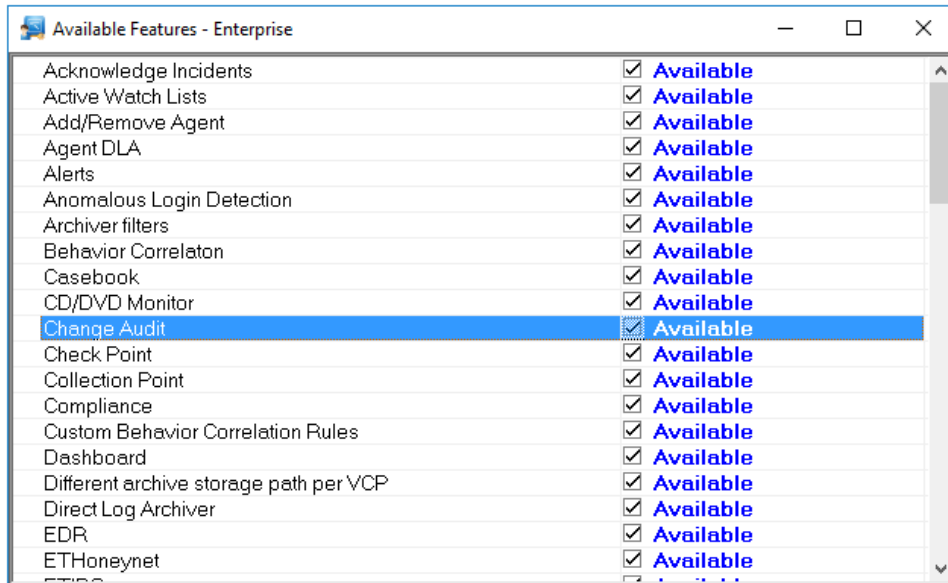 Available Features - Enterprise
Acknowledge Incidents Available
Active Watch Lists Available
Add/Remove Agent Available
Agent DLA Available
Alerts Available
Anomalous Login Detection Available
Archiver filters Available
Behavior Correlaton Available
Casebook Available
CD/DVD Monitor Available
Change Audit Available
Check Point Available
Collection Point Available
Compliance Available
Custom Behavior Correlation Rules Available
Dashboard Available
Different archive storage path per VCP Available
Direct Log Archiver Available
EDR Available
ETHoneynet Available